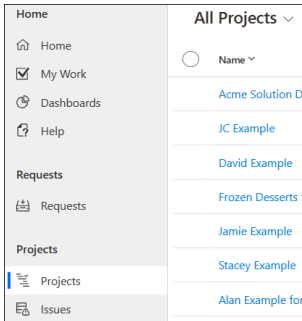 Home
Home
My Work
Dashboards
Help
Requests
Requests
Projects
Projects
Issues
All Projects
Name
Acme Solution D
JC Example
David Example
Frozen Desserts
Jamie Example
Stacey Example
Alan Example for